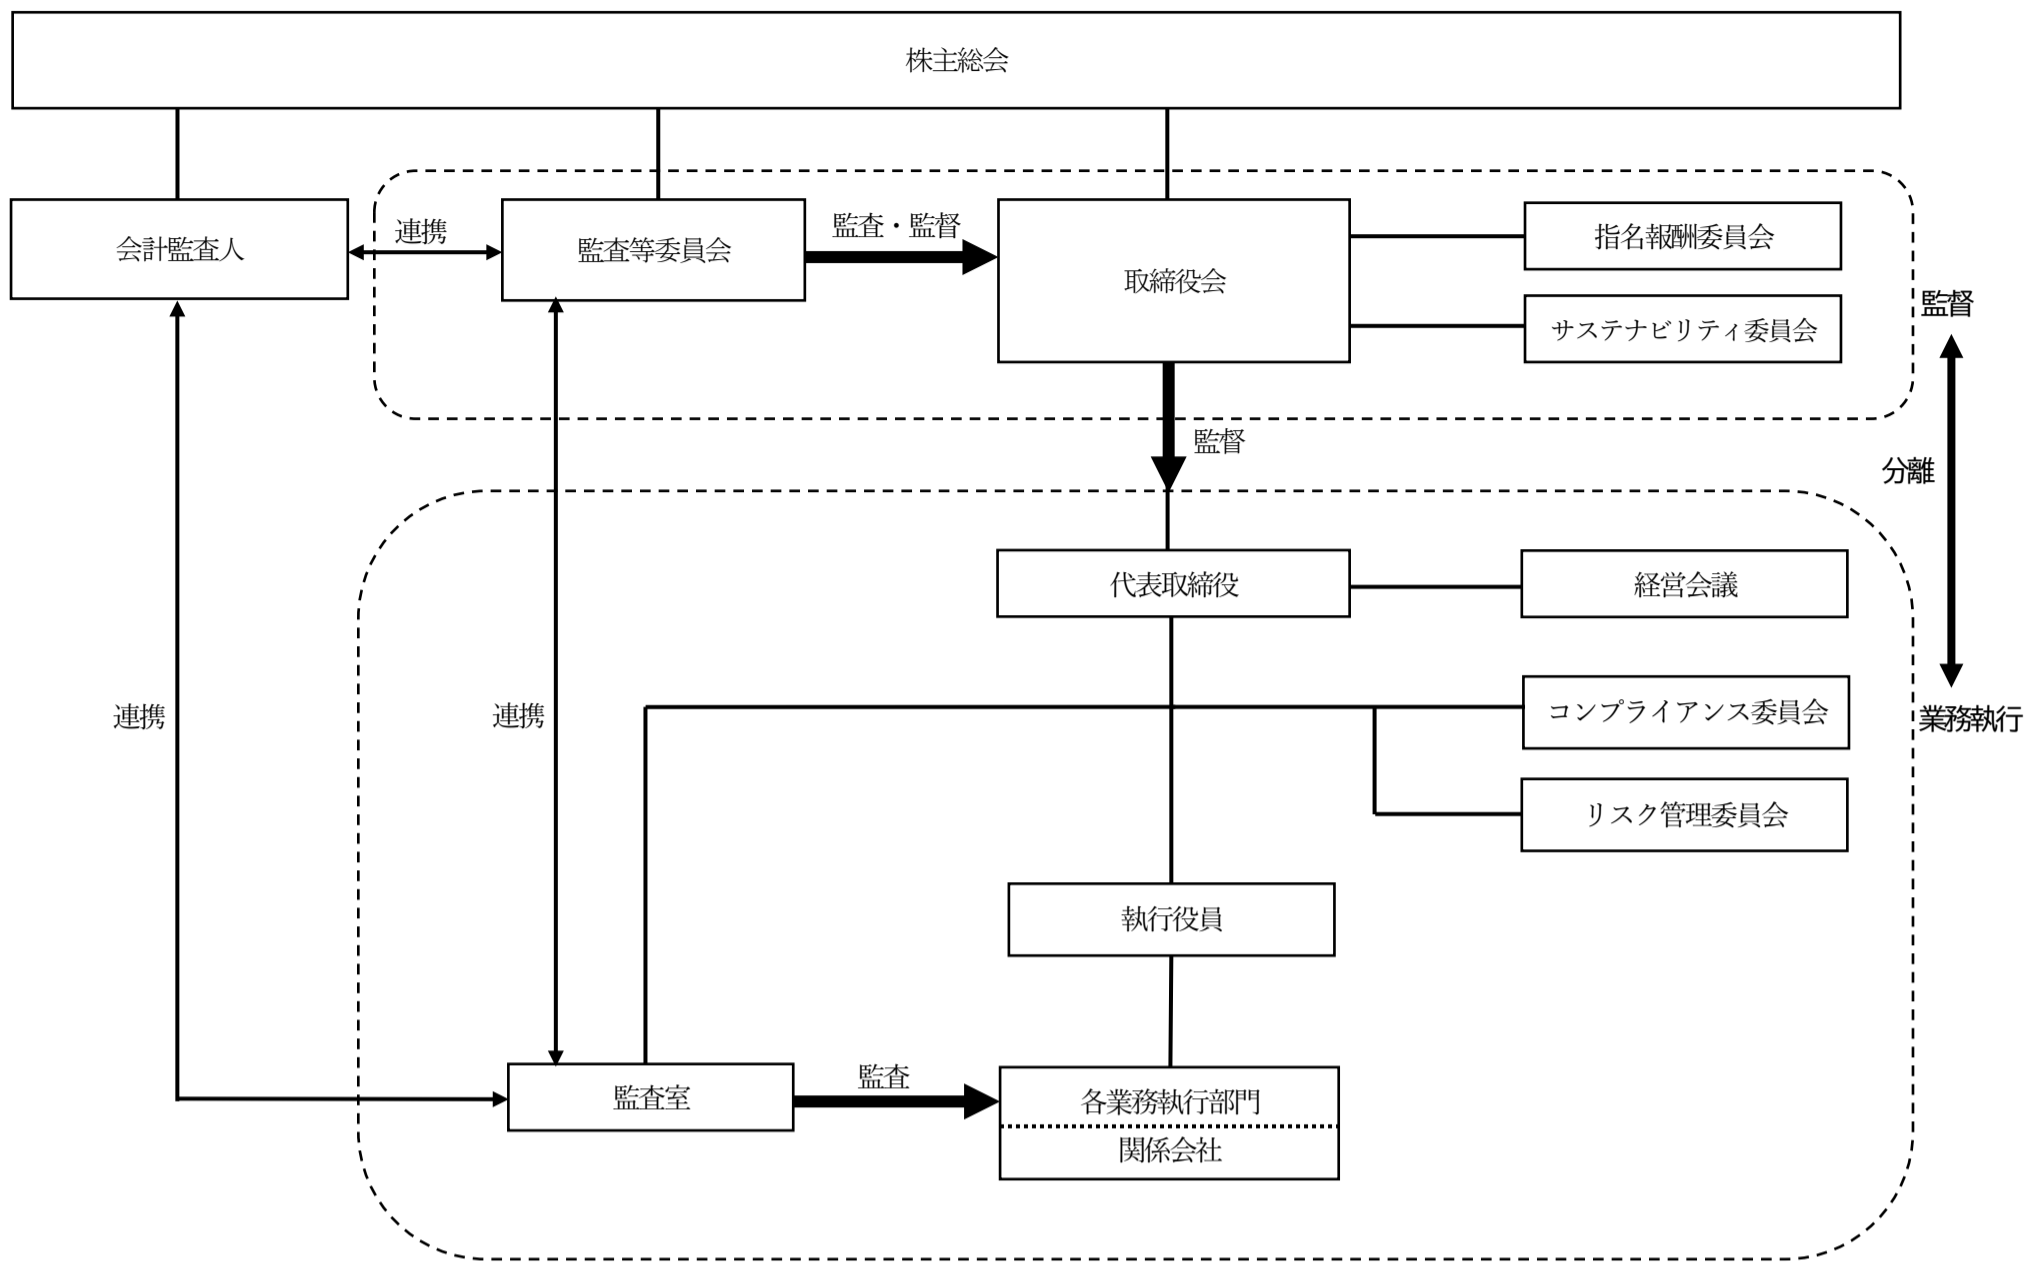 株主総会
会計監査人
連携
監査等委員会
監査・監督
取締役会
指名報酬委員会
サステナビリティ委員会
監督
監督
分離
業務執行
代表取締役
経営会議
連携
連携
コンプライアンス委員会
リスク管理委員会
執行役員
監査室
監査
各業務執行部門
関係会社